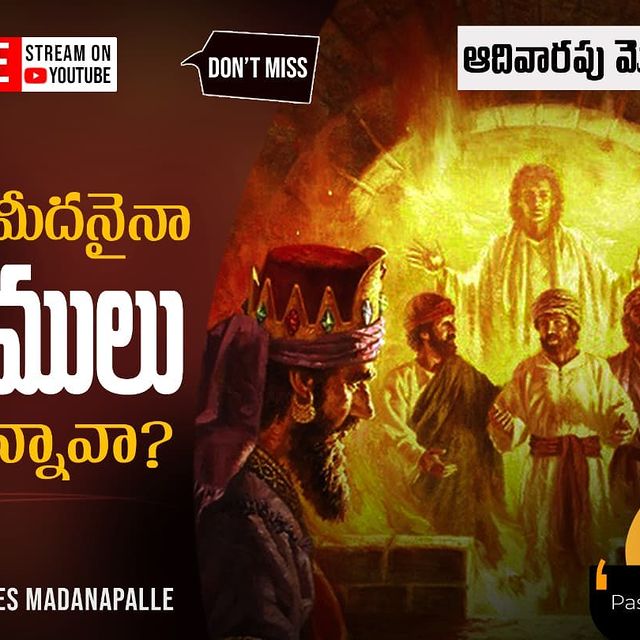 E
STREAM ON
YOUTUBE
DON'T MISS
ఆదివారపు
మీదనైనా
ములు
న్నావా?
ES MADANAPALLE
Pas